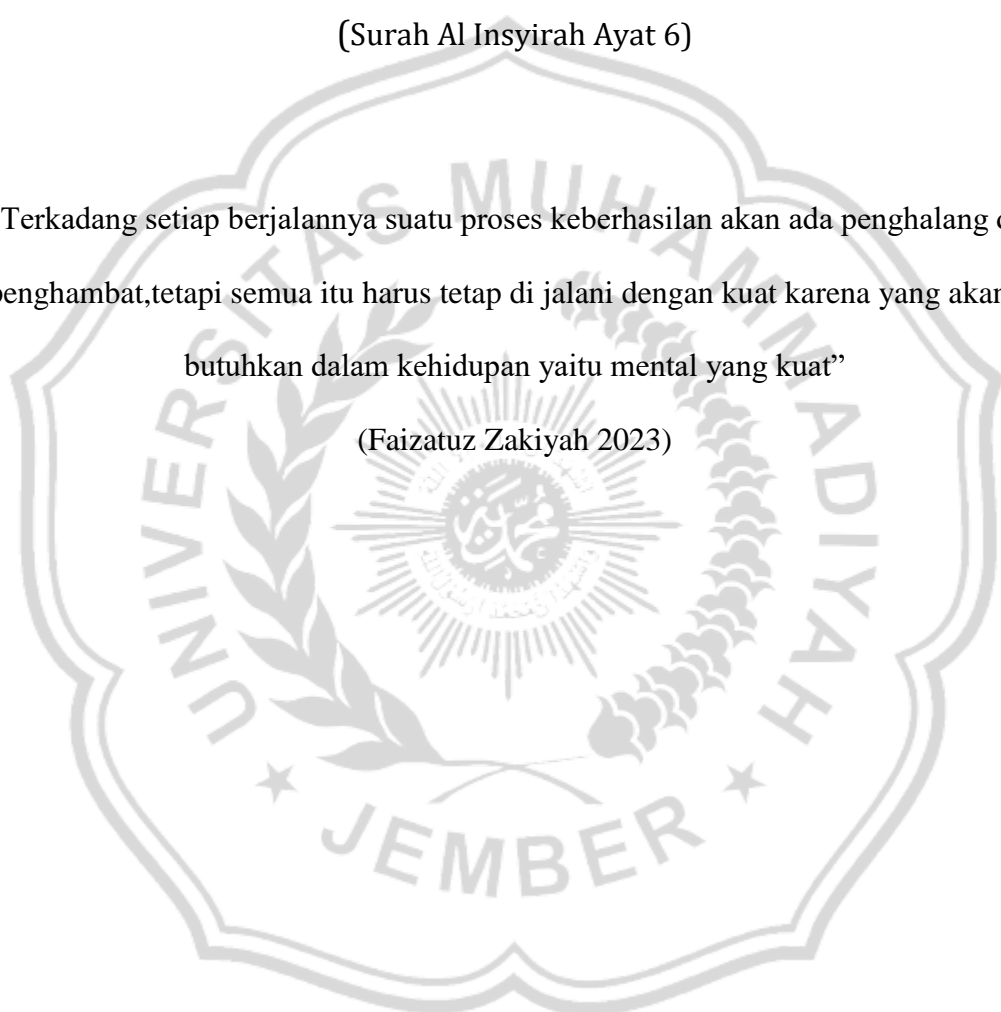 (Surah Al Insyirah Ayat 6)
Terkadang setiap berjalannya suatu proses keberhasilan akan ada penghalang
penghambat,tetapi semua itu harus tetap di jalani dengan kuat karena yang akan
butuhkan dalam kehidupan yaitu mental yang kuat”
(Faizatuz Zakiyah 2023)
UNIVERSITAS MUHAMMADIYAH
JEMBER